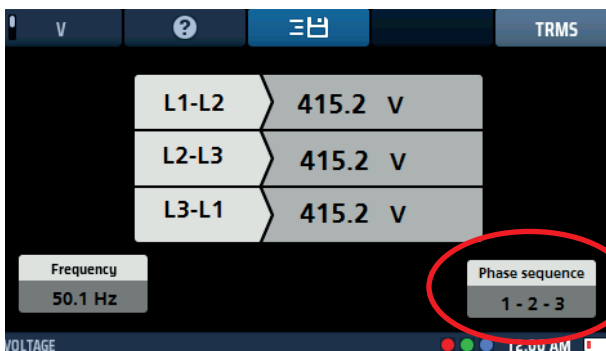 V ? TRMS
L1-L2 415.2 V
L2-L3 415.2 V
L3-L1 415.2 V
Frequency
50.1 Hz
Phase sequence
1 - 2 - 3
VOLTAGE 12:00 AM